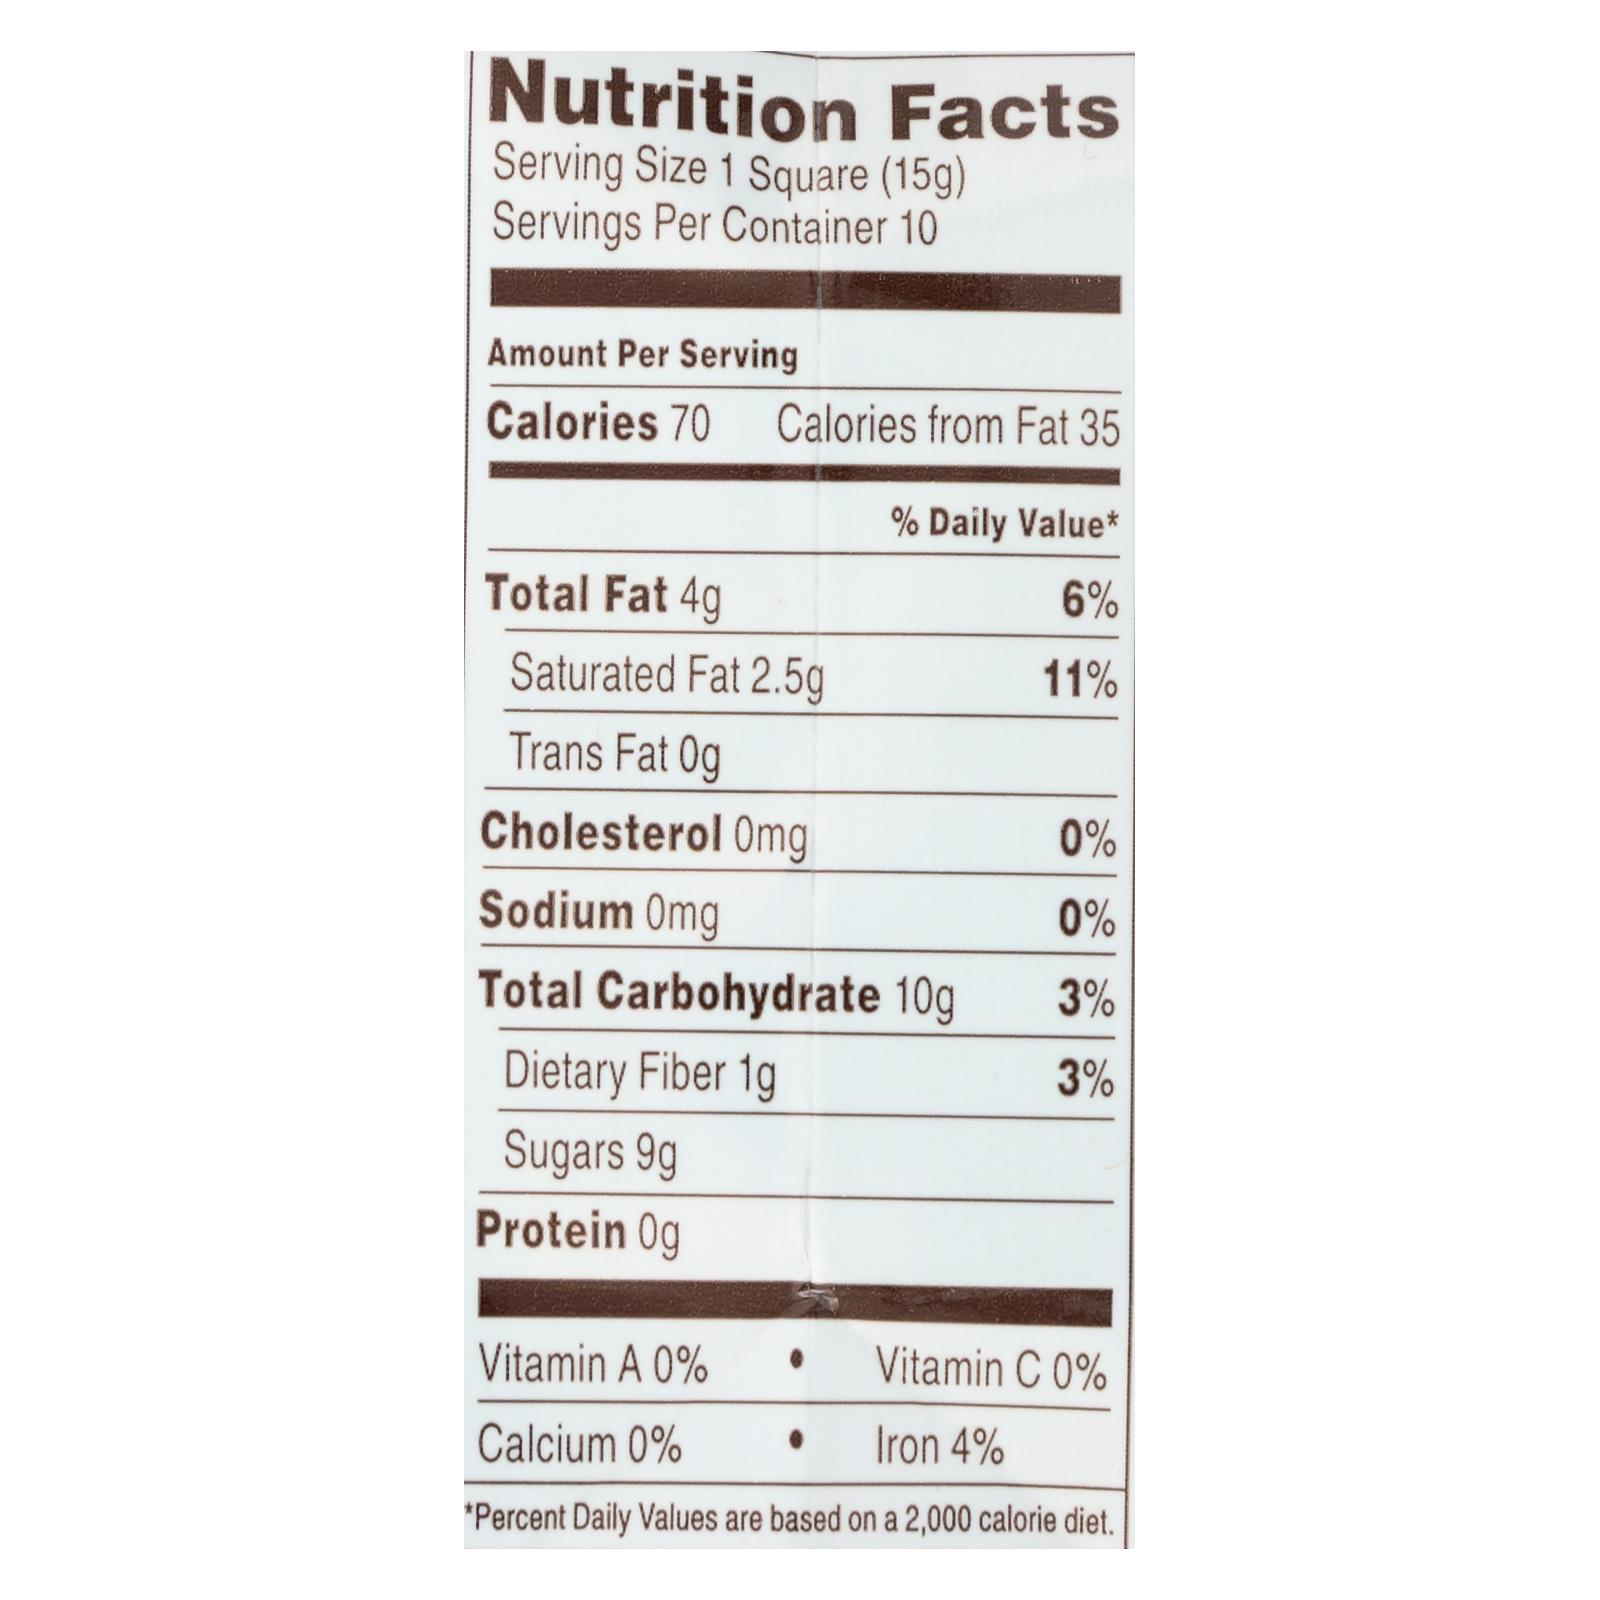 Nutrition Facts
Serving Size 1 Square (15g)
Servings Per Container 10
Amount Per Serving
Calories 70 Calories from Fat 35
% Daily Value*
Total Fat 4g 6%
Saturated Fat 2.5g 11%
Trans Fat 0g
Cholesterol 0mg 0%
Sodium 0mg 0%
Total Carbohydrate 10g 3%
Dietary Fiber 1g 3%
Sugars 9g
Protein 0g
Vitamin A 0% • Vitamin C 0%
Calcium 0% • Iron 4%
*Percent Daily Values are based on a 2,000 calorie diet.